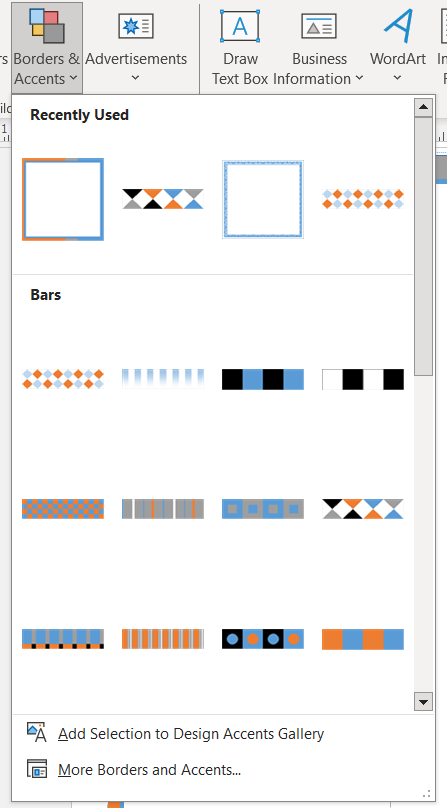 Borders &
Accents
Advertisements
Draw
Text Box
Business
Information
WordArt
Recently Used
1
Bars
Add Selection to Design Accents Gallery
More Borders and Accents...